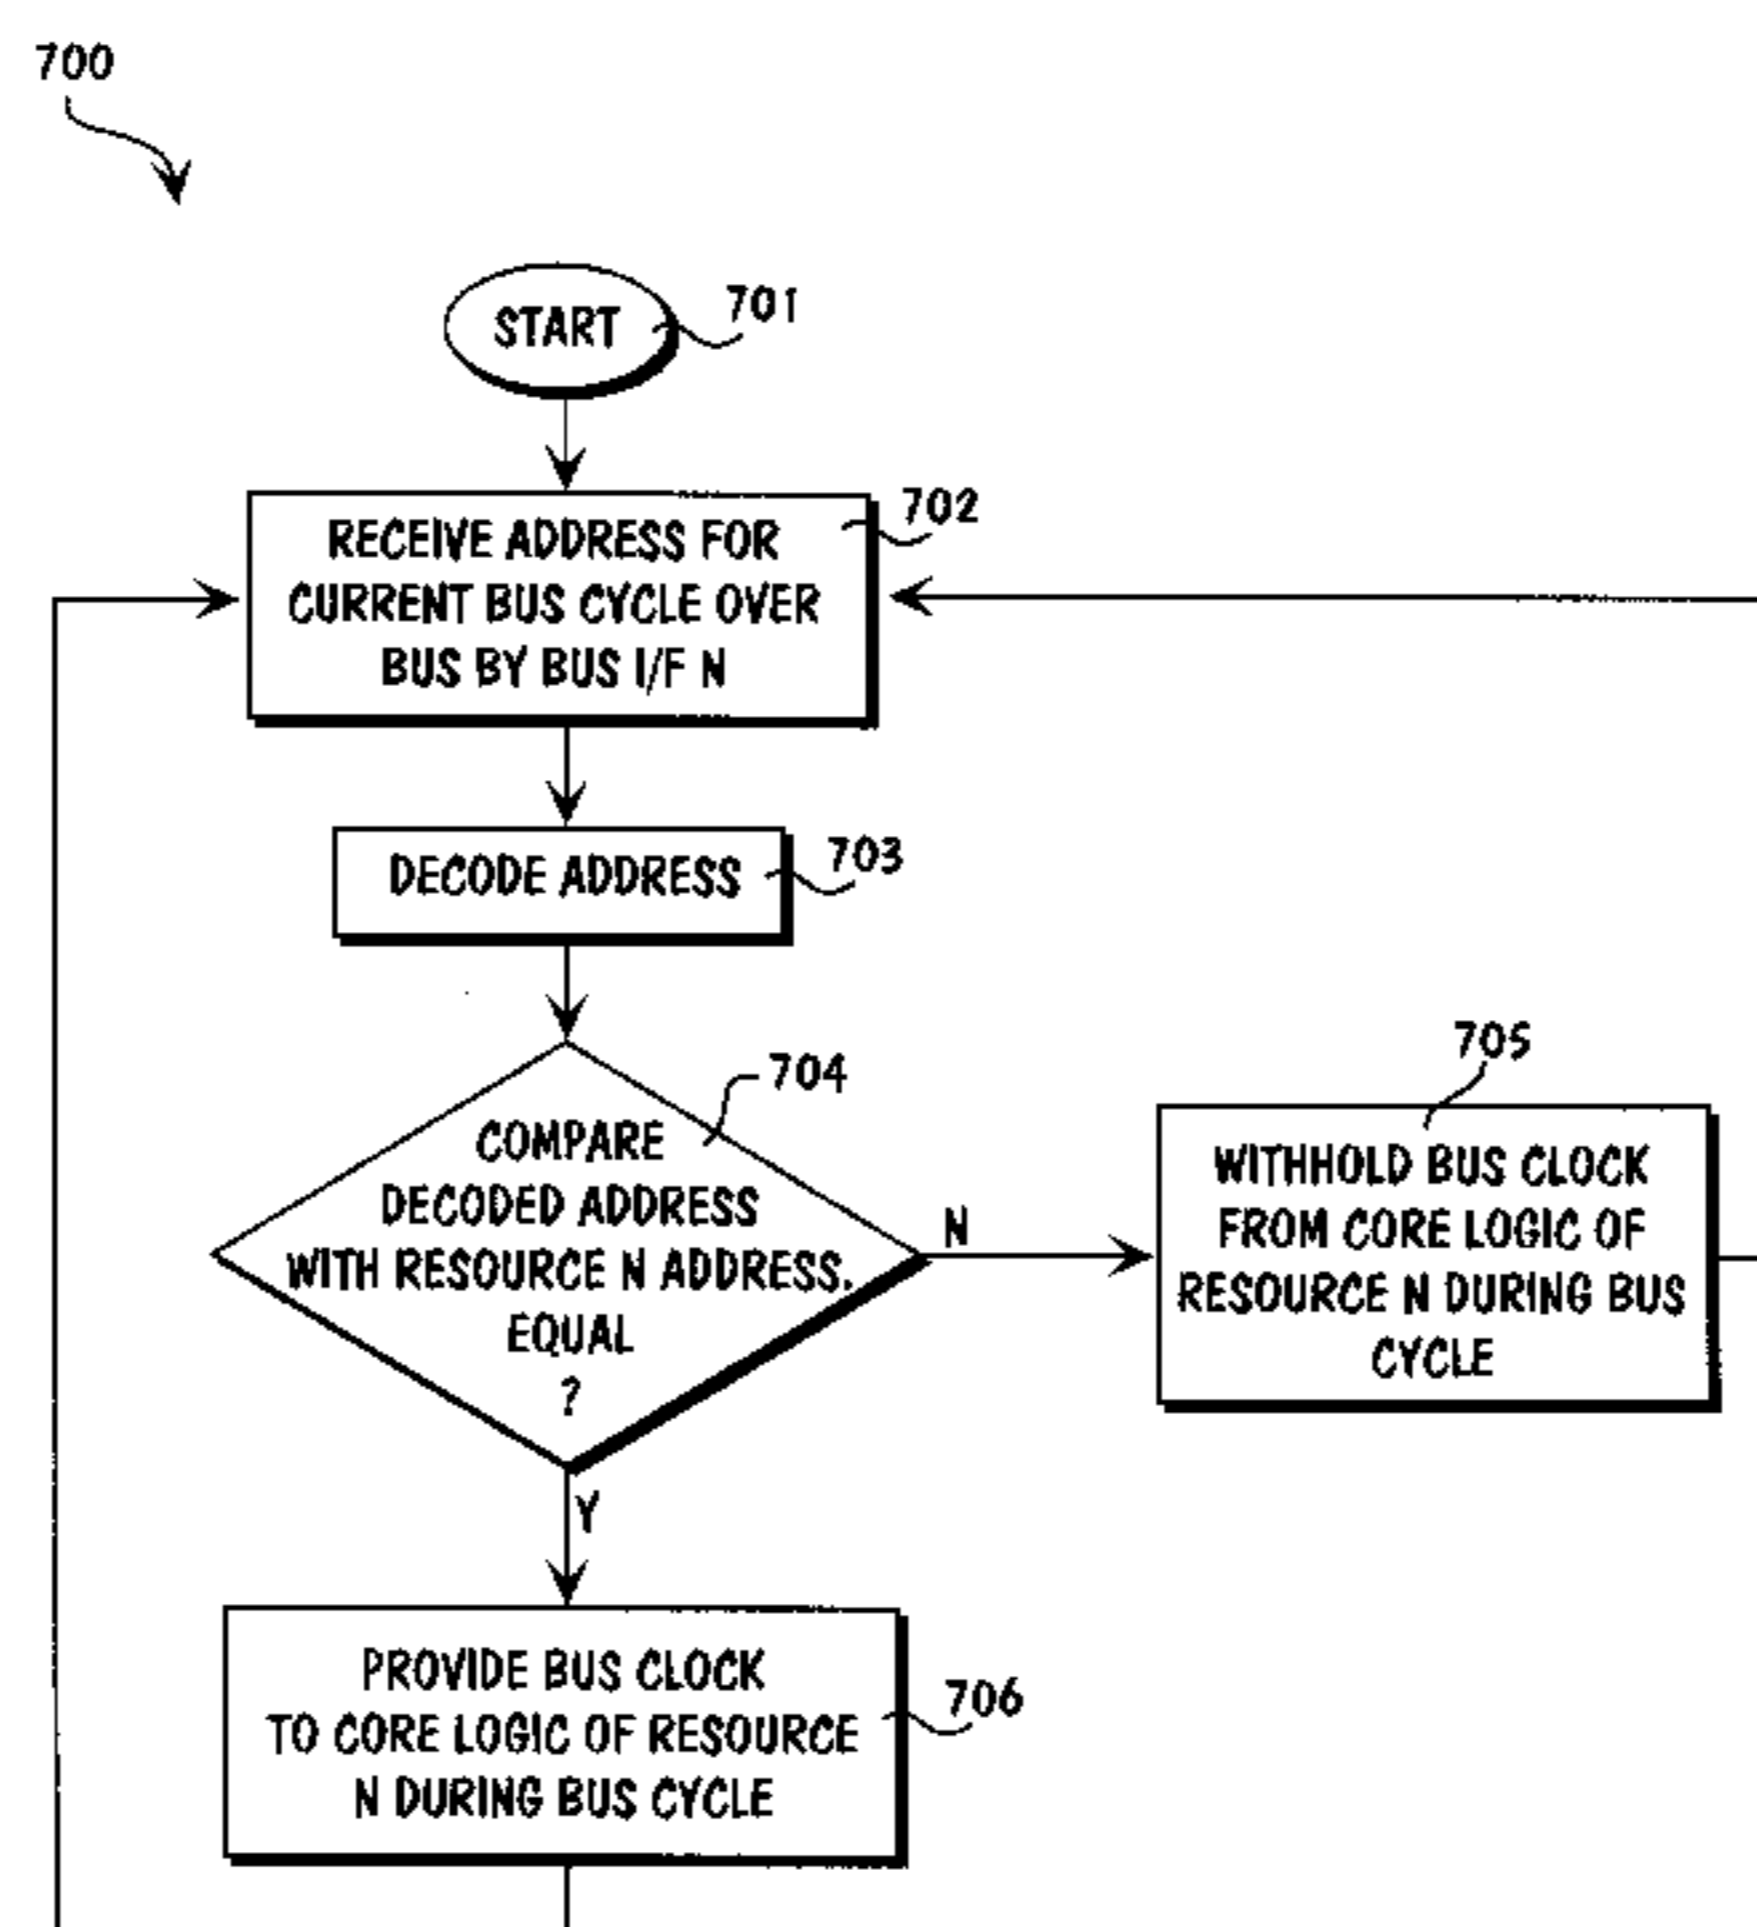 700
START
701
702
RECEIVE ADDRESS FOR
CURRENT BUS CYCLE OVER
BUS BY BUS I/F N
703
DECODE ADDRESS
704
COMPARE
DECODED ADDRESS
WITH RESOURCE N ADDRESS.
EQUAL
?
N
705
WITHHOLD BUS CLOCK
FROM CORE LOGIC OF
RESOURCE N DURING BUS
CYCLE
Y
PROVIDE BUS CLOCK
TO CORE LOGIC OF RESOURCE
N DURING BUS CYCLE
706